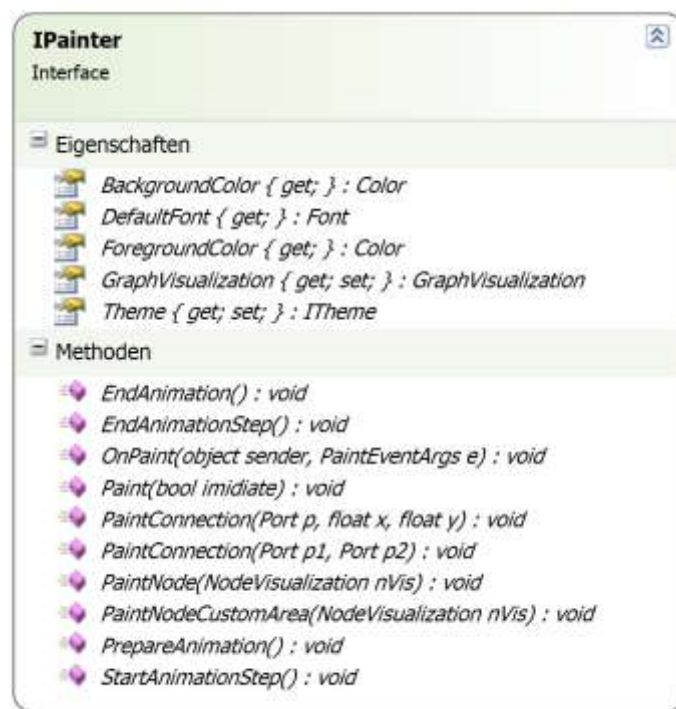 IPainter
Interface
Eigenschaften
BackgroundColor { get; } : Color
DefaultFont { get; } : Font
ForegroundColor { get; } : Color
GraphVisualization { get; set; } : GraphVisualization
Theme { get; set; } : ITheme
Methoden
EndAnimation() : void
EndAnimationStep() : void
OnPaint(object sender, PaintEventArgs e) : void
Paint(bool imidiate) : void
PaintConnection(Port p, float x, float y) : void
PaintConnection(Port p1, Port p2) : void
PaintNode(NodeVisualization nVis) : void
PaintNodeCustomArea(NodeVisualization nVis) : void
PrepareAnimation() : void
StartAnimationStep() : void